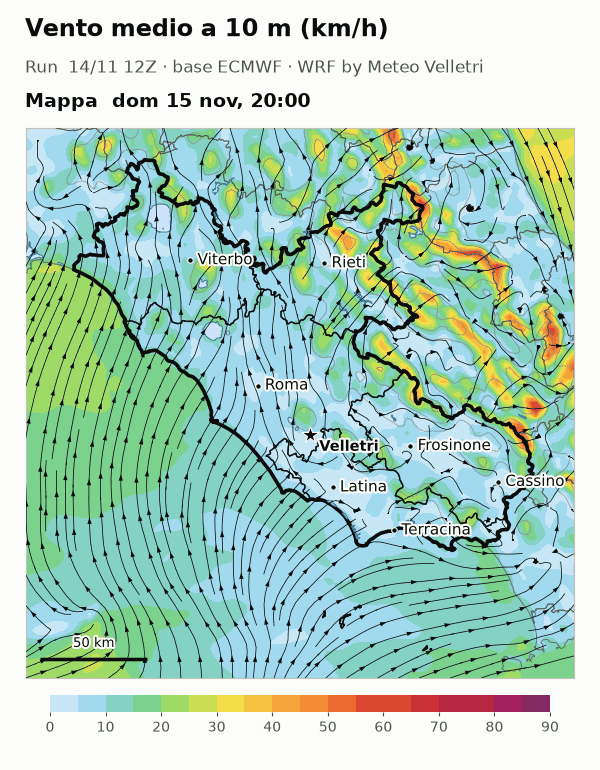 Vento medio a 10 m (km/h)
Run 14/11 12Z · base ECMWF · WRF by Meteo Velletri
Mappa dom 15 nov, 20:00
Viterbo
Rieti
Roma
Velletri
Frosinone
Latina
Cassino
Terracina
50 km
0 10 20 30 40 50 60 70 80 90